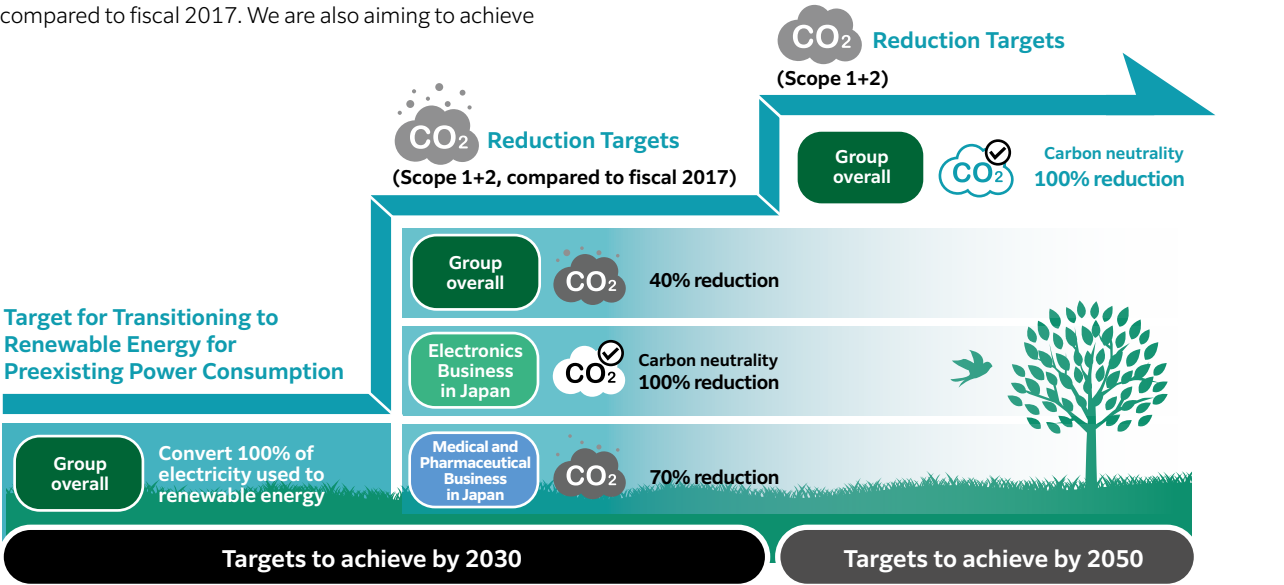 compared to fiscal 2017. We are also aiming to achieve
CO2 Reduction Targets
(Scope 1+2)
Group
overall
CO2
Carbon neutrality
100% reduction
CO2 Reduction Targets
(Scope 1+2, compared to fiscal 2017)
Group
overall
CO2
40% reduction
Electronics
Business
in Japan
CO2
Carbon neutrality
100% reduction
Medical and
Pharmaceutical
Business
in Japan
CO2
70% reduction
Target for Transitioning to
Renewable Energy for
Preexisting Power Consumption
Group
overall
Convert 100% of
electricity used to
renewable energy
Targets to achieve by 2030
Targets to achieve by 2050